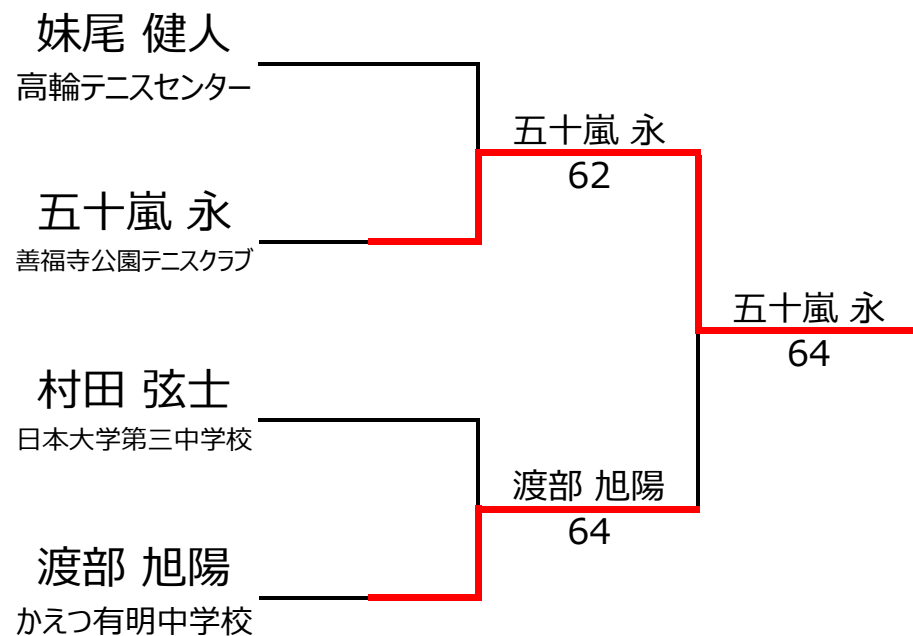 妹尾 健人
高輪テニスセンター
五十嵐 永
62
五十嵐 永
善福寺公園テニスクラブ
五十嵐 永
64
村田 弦士
日本大学第三中学校
渡部 旭陽
64
渡部 旭陽
かえつ有明中学校